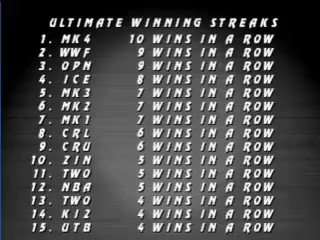 ULTIMATE WINNING STREAKS
1. MK4 10 WINS IN A ROW
2. WWF 9 WINS IN A ROW
3. OPN 9 WINS IN A ROW
4. ICE 8 WINS IN A ROW
5. MK3 7 WINS IN A ROW
6. MK2 7 WINS IN A ROW
7. MK1 7 WINS IN A ROW
8. CRL 6 WINS IN A ROW
9. CRU 6 WINS IN A ROW
10. ZIN 5 WINS IN A ROW
11. TWO 5 WINS IN A ROW
12. NBA 5 WINS IN A ROW
13. TWO 4 WINS IN A ROW
14. KI2 4 WINS IN A ROW
15. UTB 4 WINS IN A ROW